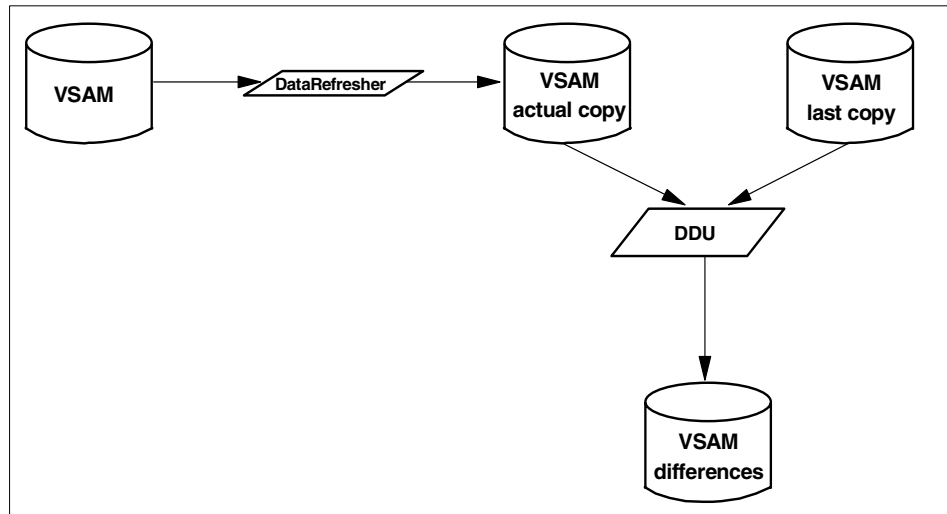 VSAM
DataRefresher
VSAM
actual copy
VSAM
last copy
DDU
VSAM
differences